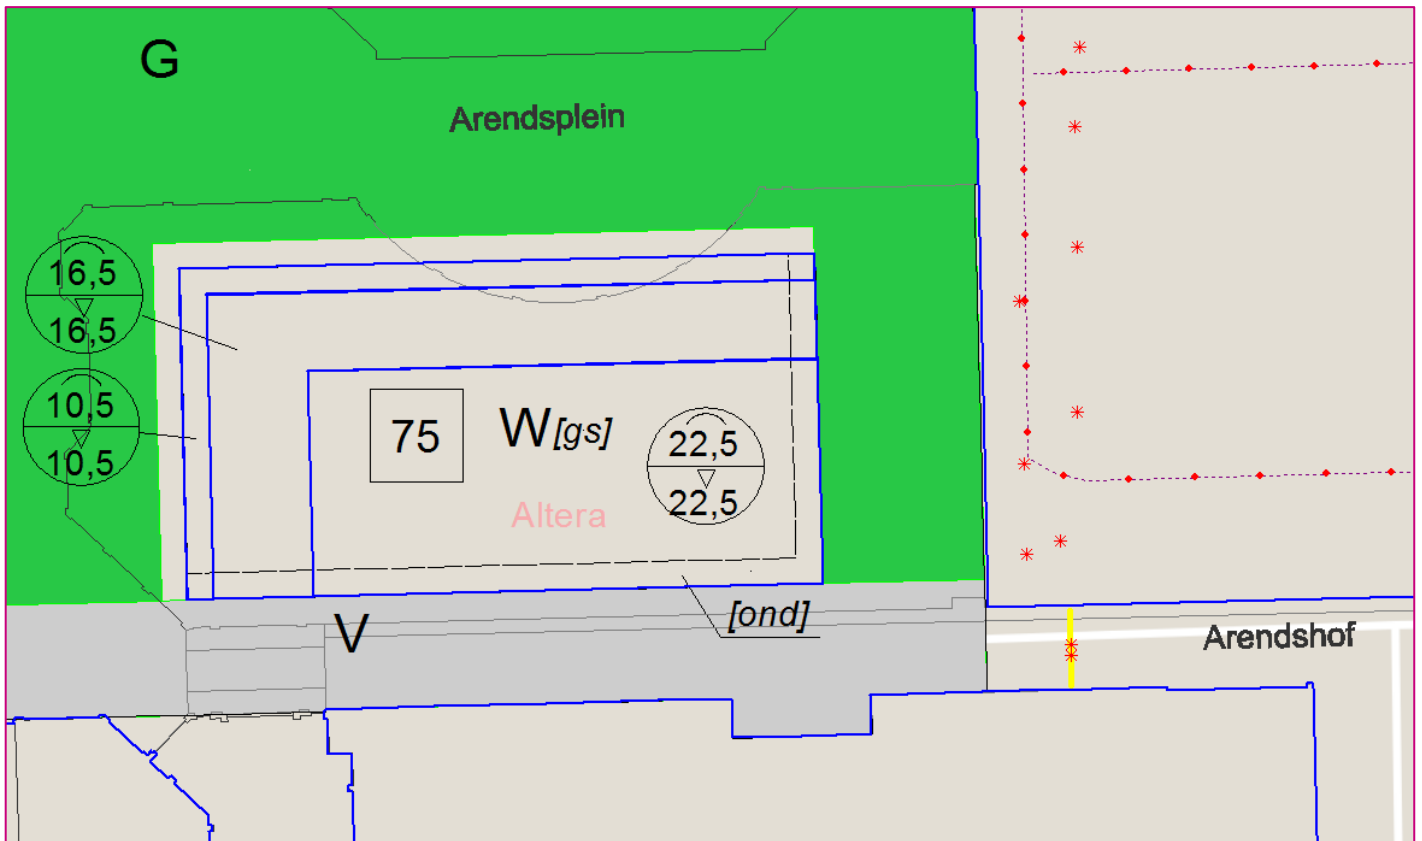 G
Arendsplein
16,5
16,5
10,5
10,5
75
W[gs]
22,5
22,5
Altera
[ond]
V
Arendshof